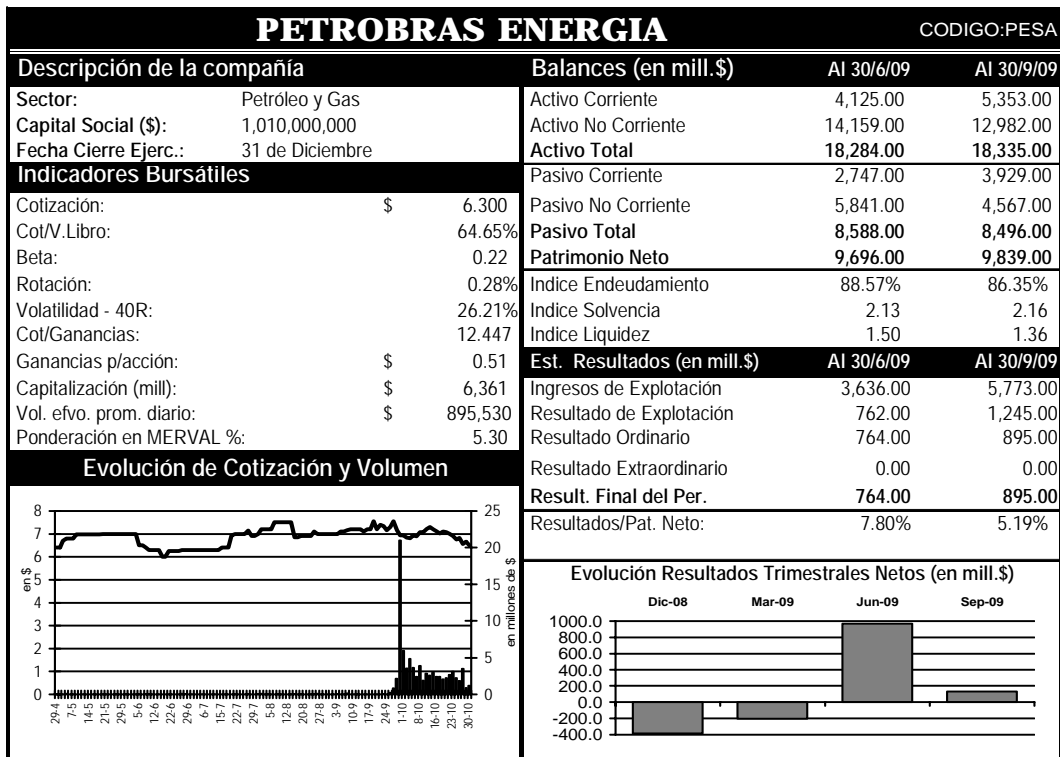 PETROBRAS ENERGIA CODIGO:PESA
Descripción de la compañía
Sector: Petróleo y Gas
Capital Social ($): 1,010,000,000
Fecha Cierre Ejerc.: 31 de Diciembre
Indicadores Bursátiles
Cotización: $ 6.300
Cot/V.Libro: 64.65%
Beta: 0.22
Rotación: 0.28%
Volatilidad - 40R: 26.21%
Cot/Ganancias: 12.447
Ganancias p/acción: $ 0.51
Capitalización (mill): $ 6,361
Vol. efvo. prom. diario: $ 895,530
Ponderación en MERVAL %: 5.30
Evolución de Cotización y Volumen
8 25
7
6 20
5 15
4
3 10
2 5
1
0 0
en $
en millones de $
29-4 7-5 14-5 21-5 29-5 5-6 12-6 22-6 29-6 6-7 15-7 22-7 29-7 5-8 12-8 20-8 27-8 3-9 10-9 17-9 24-9 1-10 8-10 16-10 23-10 30-10
Balances (en mill.$) Al 30/6/09 Al 30/9/09
Activo Corriente 4,125.00 5,353.00
Activo No Corriente 14,159.00 12,982.00
Activo Total 18,284.00 18,335.00
Pasivo Corriente 2,747.00 3,929.00
Pasivo No Corriente 5,841.00 4,567.00
Pasivo Total 8,588.00 8,496.00
Patrimonio Neto 9,696.00 9,839.00
Indice Endeudamiento 88.57% 86.35%
Indice Solvencia 2.13 2.16
Indice Liquidez 1.50 1.36
Est. Resultados (en mill.$) Al 30/6/09 Al 30/9/09
Ingresos de Explotación 3,636.00 5,773.00
Resultado de Explotación 762.00 1,245.00
Resultado Ordinario 764.00 895.00
Resultado Extraordinario 0.00 0.00
Result. Final del Per. 764.00 895.00
Resultados/Pat. Neto: 7.80% 5.19%
Evolución Resultados Trimestrales Netos (en mill.$)
Dic-08 Mar-09 Jun-09 Sep-09
1000.0
800.0
600.0
400.0
200.0
0.0
-200.0
-400.0